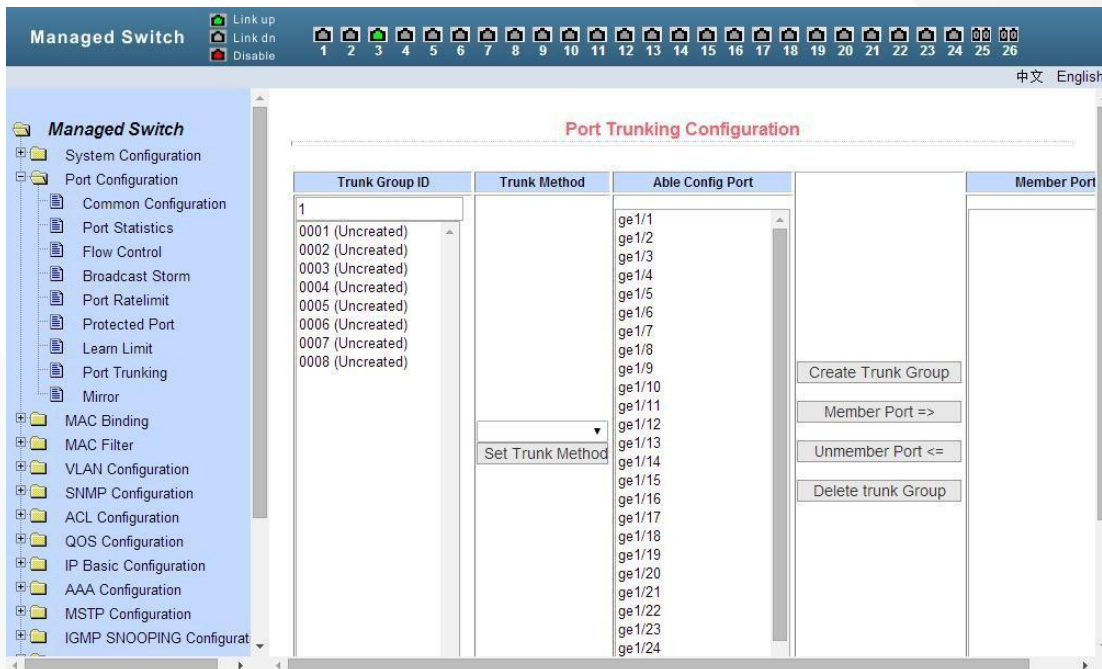 Managed Switch
Link up
Link dn
Disable
1 2 3 4 5 6 7 8 9 10 11 12 13 14 15 16 17 18 19 20 21 22 23 24 25 26
中文 English
Managed Switch
System Configuration
Port Configuration
Common Configuration
Port Statistics
Flow Control
Broadcast Storm
Port Ratelimit
Protected Port
Learn Limit
Port Trunking
Mirror
MAC Binding
MAC Filter
VLAN Configuration
SNMP Configuration
ACL Configuration
QOS Configuration
IP Basic Configuration
AAA Configuration
MSTP Configuration
IGMP SNOOPING Configurat
Port Trunking Configuration
Trunk Group ID
1
0001 (Uncreated)
0002 (Uncreated)
0003 (Uncreated)
0004 (Uncreated)
0005 (Uncreated)
0006 (Uncreated)
0007 (Uncreated)
0008 (Uncreated)
Trunk Method
Set Trunk Method
Able Config Port
ge1/1
ge1/2
ge1/3
ge1/4
ge1/5
ge1/6
ge1/7
ge1/8
ge1/9
ge1/10
ge1/11
ge1/12
ge1/13
ge1/14
ge1/15
ge1/16
ge1/17
ge1/18
ge1/19
ge1/20
ge1/21
ge1/22
ge1/23
ge1/24
Create Trunk Group
Member Port =>
Unmember Port <=
Delete trunk Group
Member Port